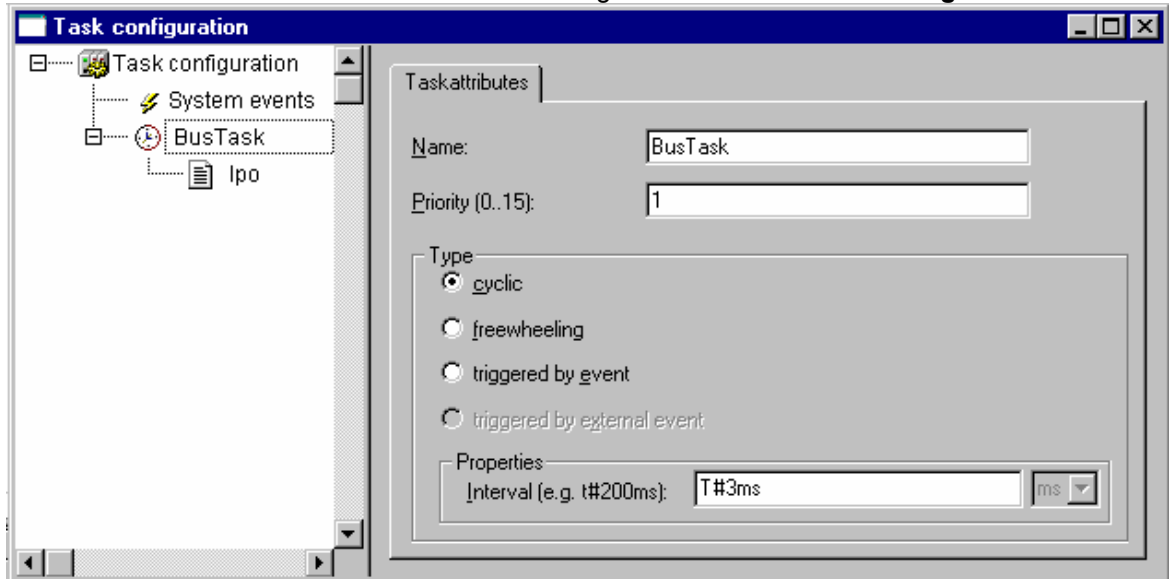 Task configuration
Task configuration
System events
BusTask
Ipo
Taskattributes
Name: BusTask
Priority (0..15): 1
Type
cyclic
freewheeling
triggered by event
triggered by external event
Properties
Interval (e.g. t#200ms): T#3ms ms